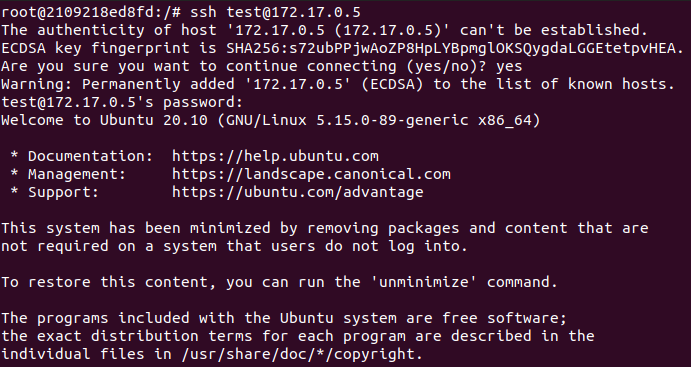 root@2109218ed8fd:/# ssh test@172.17.0.5
The authenticity of host '172.17.0.5 (172.17.0.5)' can't be established.
ECDSA key fingerprint is SHA256:s72ubPPjwAoZP8HpLYBpmglOKSQygdaLGGEtetpvHEA.
Are you sure you want to continue connecting (yes/no)? yes
Warning: Permanently added '172.17.0.5' (ECDSA) to the list of known hosts.
test@172.17.0.5's password:
Welcome to Ubuntu 20.10 (GNU/Linux 5.15.0-89-generic x86_64)

 * Documentation:  https://help.ubuntu.com
 * Management:     https://landscape.canonical.com
 * Support:        https://ubuntu.com/advantage

This system has been minimized by removing packages and content that are
not required on a system that users do not log into.

To restore this content, you can run the 'unminimize' command.

The programs included with the Ubuntu system are free software;
the exact distribution terms for each program are described in the
individual files in /usr/share/doc/*/copyright.